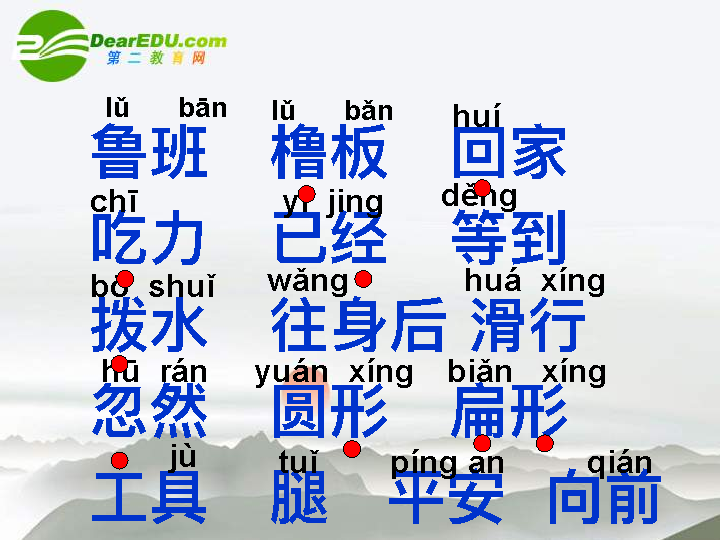 DearEDU.com
第二教育网
lǔ bān lǔ bǎn huí
鲁班 橹板 回家
chī yǐ jing děng
吃力 已经 等到
bō shuǐ wǎng huá xíng
拨水 往身后 滑行
hū rán yuán xíng biǎn xíng
忽然 圆形 扁形
jù tuǐ píng an qián
工具 腿 平安 向前